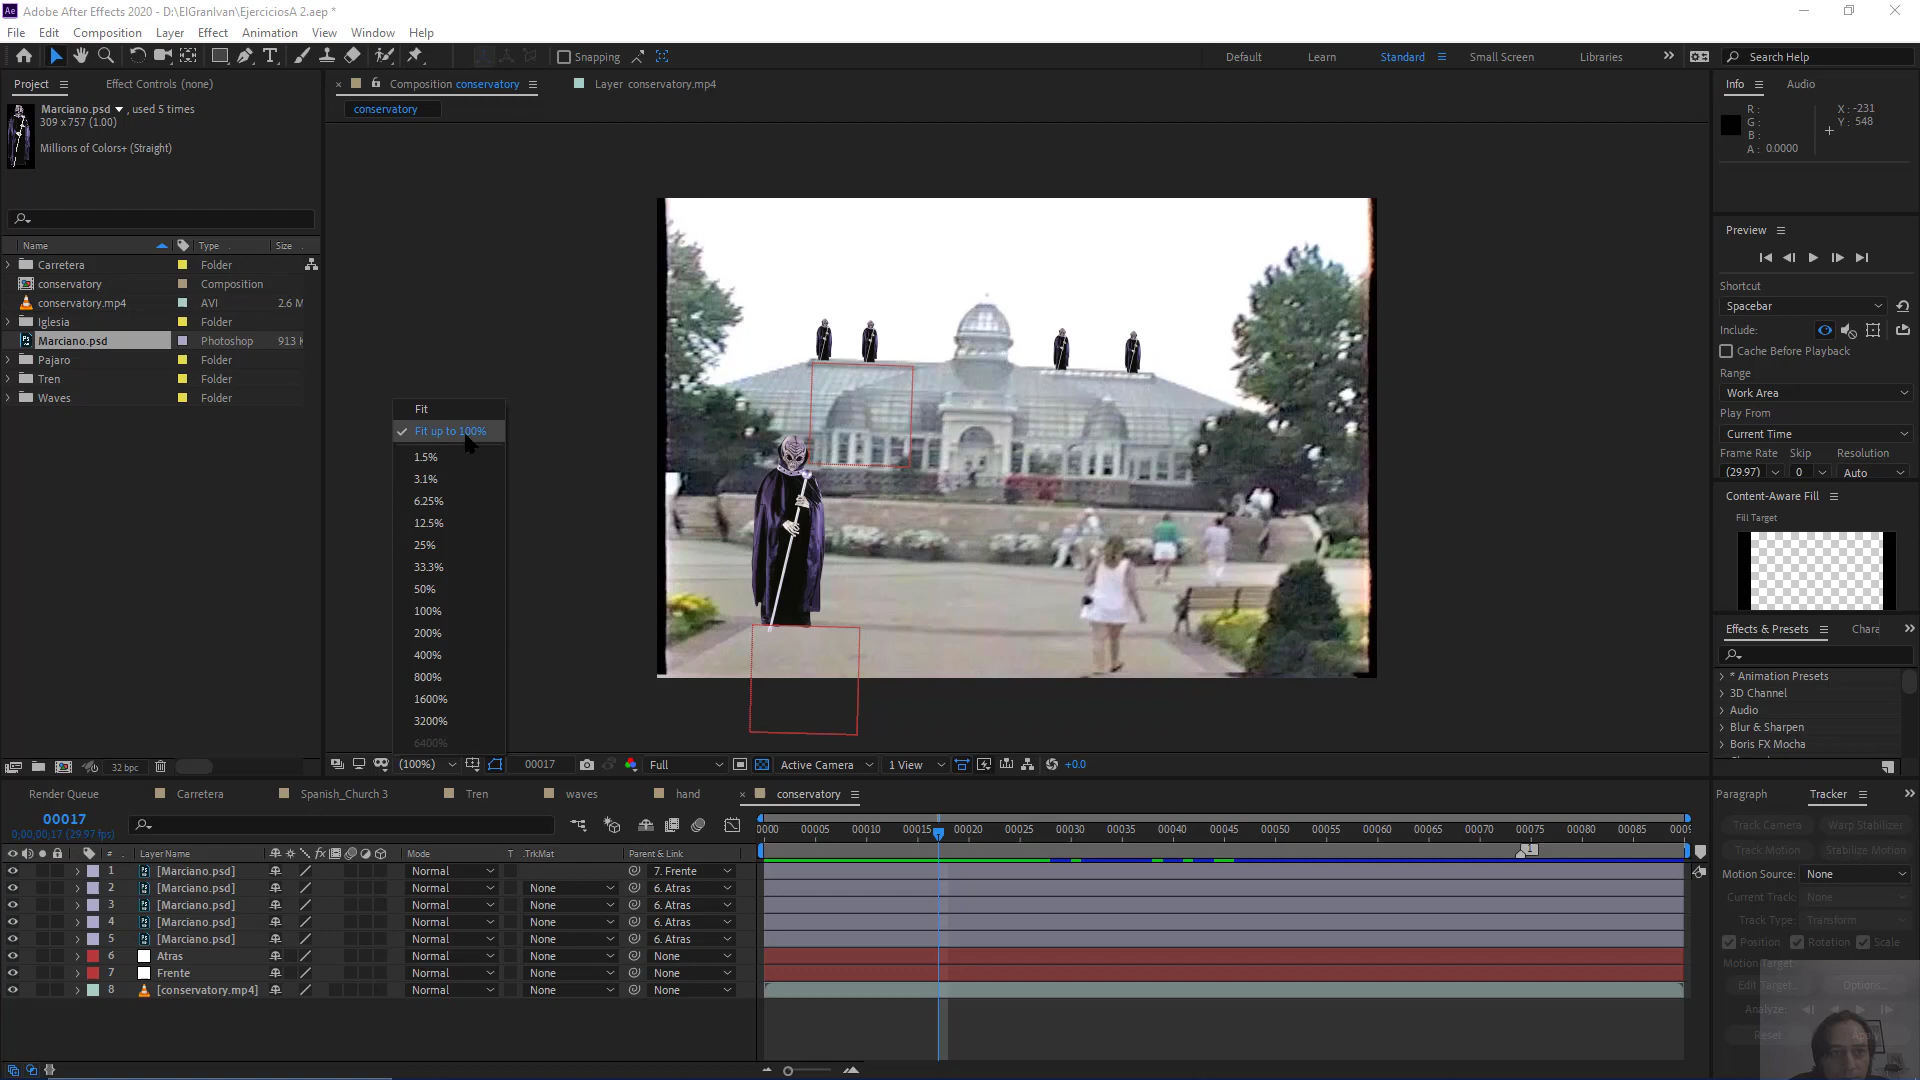 Adobe After Effects 2020 - D:\ElGranIvan\EjerciciosA 2.aep *
File Edit Composition Layer Effect Animation View Window Help
Snapping
Default Learn Standard Small Screen Libraries
Search Help
Project
Effect Controls (none)
Composition conservatory
Layer conservatory.mp4
conservatory
Marciano.psd , used 5 times
309 x 757 (1.00)
Millions of Colors+ (Straight)
Name Type Size
Carretera Folder
conservatory Composition
conservatory.mp4 AVI 2.6 M
Iglesia Folder
Marciano.psd Photoshop 913 K
Pajaro Folder
Tren Folder
Waves Folder
32 bpc
Fit
Fit up to 100%
1.5%
3.1%
6.25%
12.5%
25%
33.3%
50%
100%
200%
400%
800%
1600%
3200%
6400%
(100%) 00017 Full Active Camera 1 View +0.0
Info Audio
R :
G :
B :
A : 0.0000
X : -231
Y : 548
Preview
Shortcut
Spacebar
Include:
Cache Before Playback
Range
Work Area
Play From
Current Time
Frame Rate Skip Resolution
(29.97) 0 Auto
Content-Aware Fill
Fill Target
Effects & Presets Chara
* Animation Presets
3D Channel
Audio
Blur & Sharpen
Boris FX Mocha
Render Queue Carretera Spanish_Church 3 Tren waves hand conservatory
00017
0;00;00;17 (29.97 fps)
# Layer Name Mode T .TrkMat Parent & Link
0000 00005 00010 00015 00020 00025 00030 00035 00040 00045 00050 00055 00060 00065 00070 00075 00080 00085 0009
1
1 [Marciano.psd] Normal 7. Frente
2 [Marciano.psd] Normal None 6. Atras
3 [Marciano.psd] Normal None 6. Atras
4 [Marciano.psd] Normal None 6. Atras
5 [Marciano.psd] Normal None 6. Atras
6 Atras Normal None None
7 Frente Normal None None
8 [conservatory.mp4] Normal None None
Paragraph Tracker
Track Camera Warp Stabilizer
Track Motion Stabilize Motion
Motion Source: None
Current Track: None
Track Type: Transform
Position Rotation Scale
Motion Target:
Edit Target... Options...
Analyze:
Reset Apply